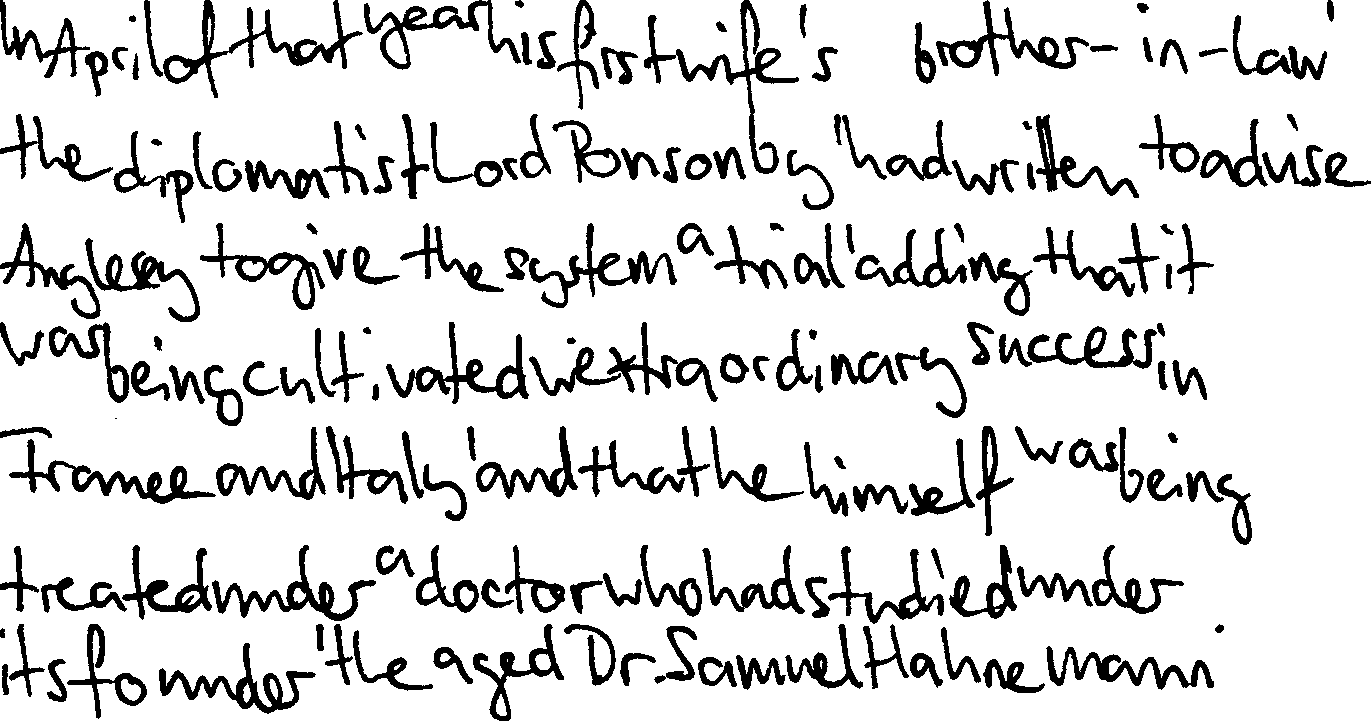 In April of that year his first wife's brother-in-law,
the diplomatist Lord Ponsonby, had written to advise
Anglesey to give the system a trial, adding that it
was being cultivated w. extraordinary success in
France and Italy, and that he himself was being
treated under a doctor who had studied under
its founder, the aged Dr. Samuel Hahnemann.